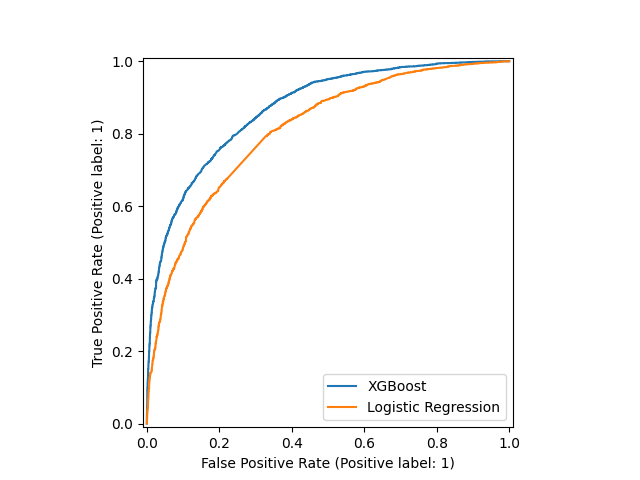 1.0
0.8
0.6
0.4
0.2
0.0
True Positive Rate (Positive label: 1)
XGBoost
Logistic Regression
0.0 0.2 0.4 0.6 0.8 1.0
False Positive Rate (Positive label: 1)